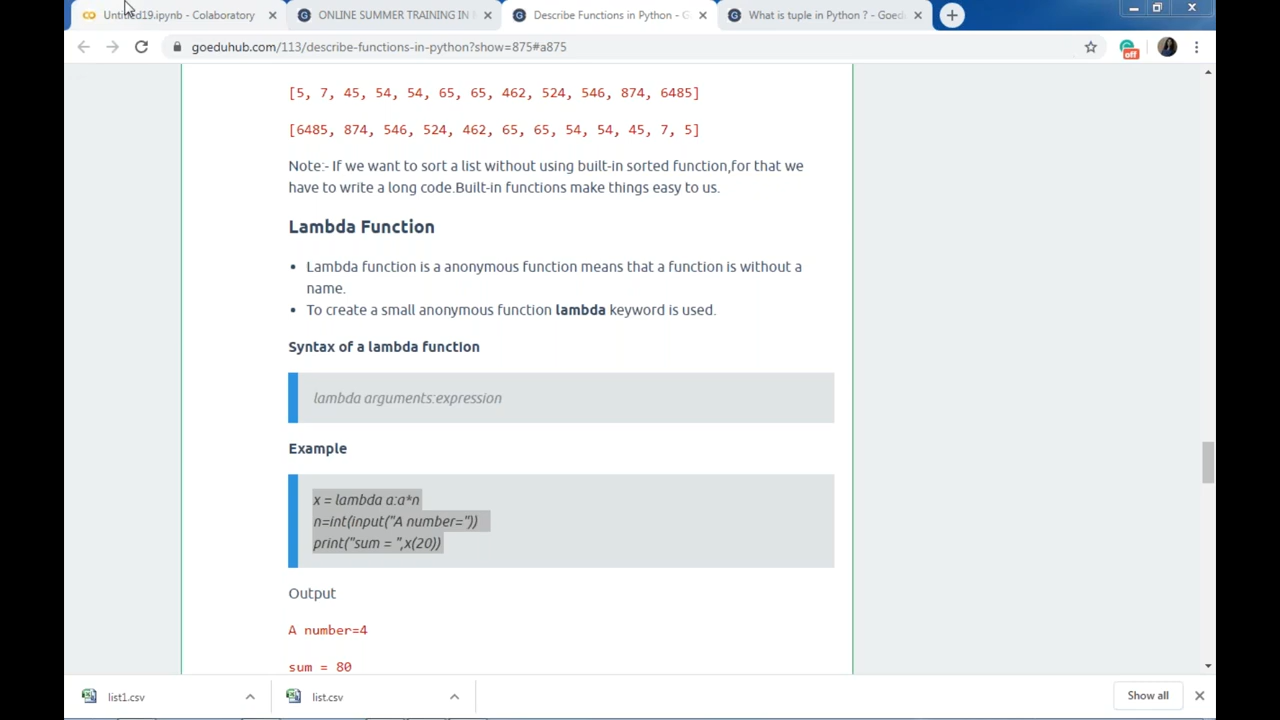 Untitled19.ipynb - Colaboratory
ONLINE SUMMER TRAINING IN
Describe Functions in Python - G
What is tuple in Python ? - Goed
goeduhub.com/113/describe-functions-in-python?show=875#a875
off
[5, 7, 45, 54, 54, 65, 65, 462, 524, 546, 874, 6485]
[6485, 874, 546, 524, 462, 65, 65, 54, 54, 45, 7, 5]
Note:- If we want to sort a list without using built-in sorted function,for that we
have to write a long code.Built-in functions make things easy to us.
Lambda Function
• Lambda function is a anonymous function means that a function is without a
name.
• To create a small anonymous function lambda keyword is used.
Syntax of a lambda function
lambda arguments:expression
Example
x = lambda a:a*n
n=int(input("A number="))
print("sum = ",x(20))
Output
A number=4
sum = 80
list1.csv
list.csv
Show all